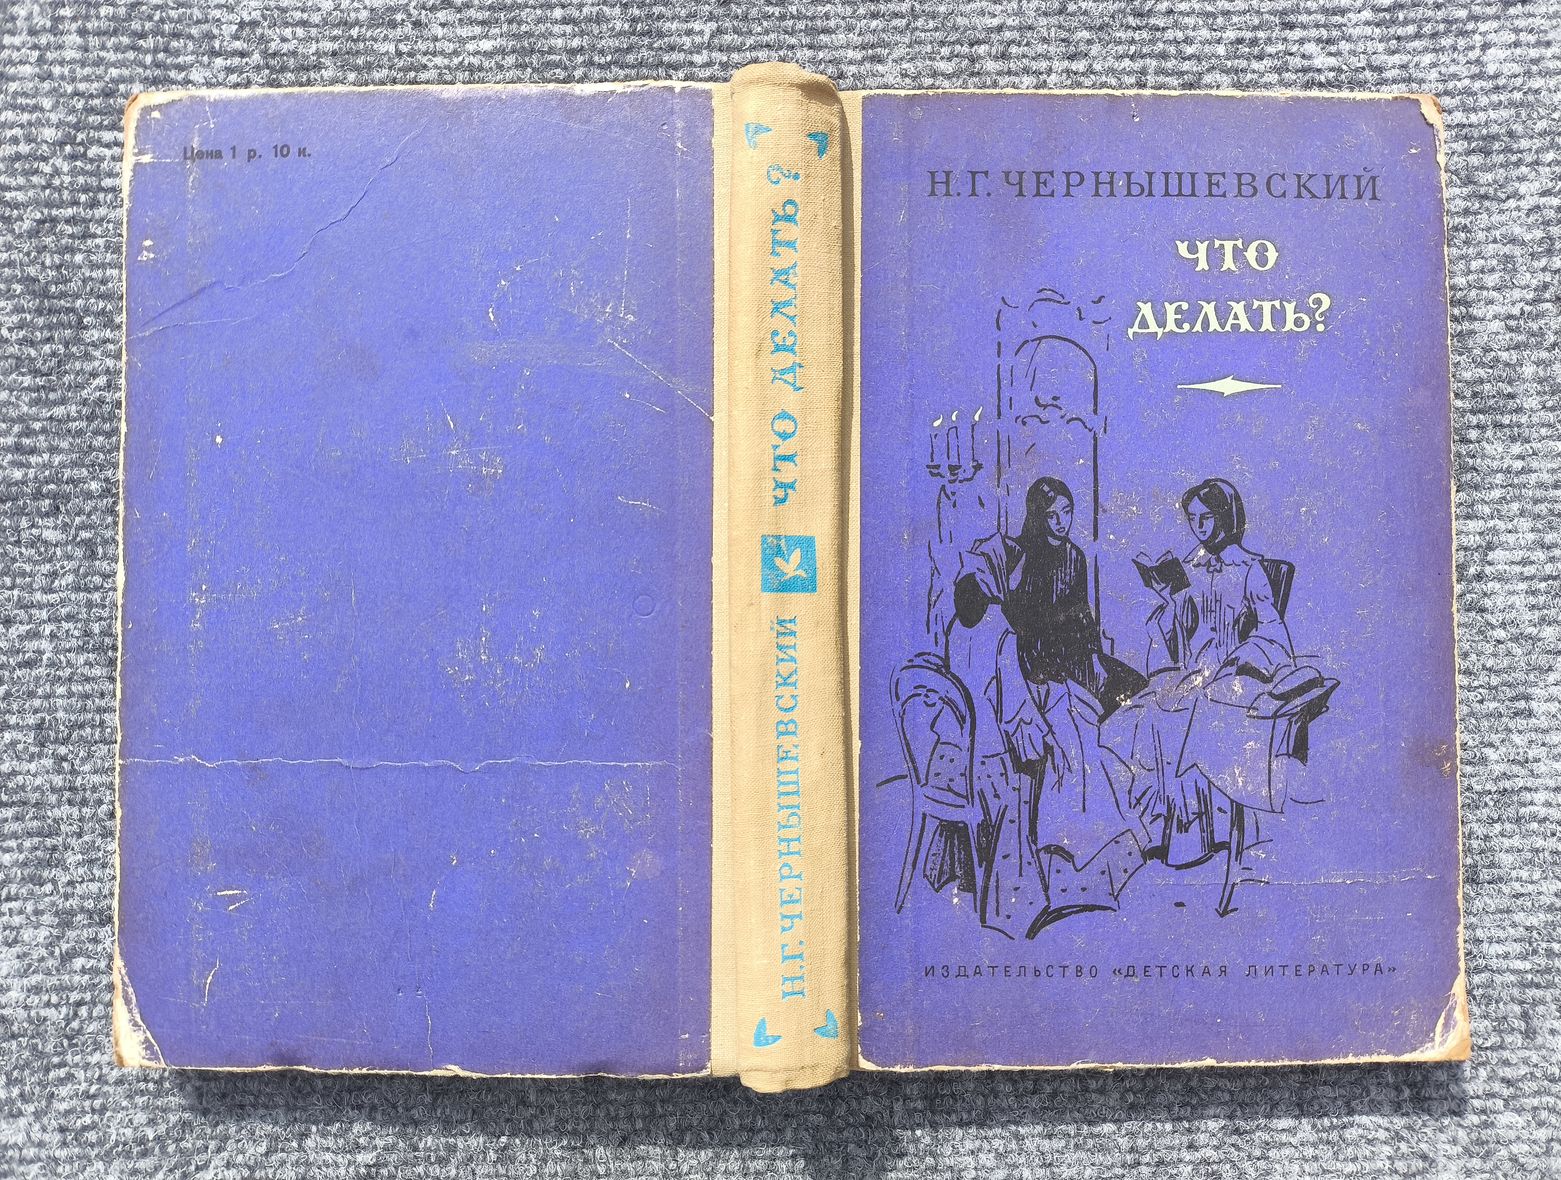 Цена 1 р. 10 к.
Н.Г. ЧЕРНЫШЕВСКИЙ ЧТО ДЕЛАТЬ?
Н.Г. ЧЕРНЫШЕВСКИЙ
ЧТО
ДЕЛАТЬ?
ИЗДАТЕЛЬСТВО «ДЕТСКАЯ ЛИТЕРАТУРА»